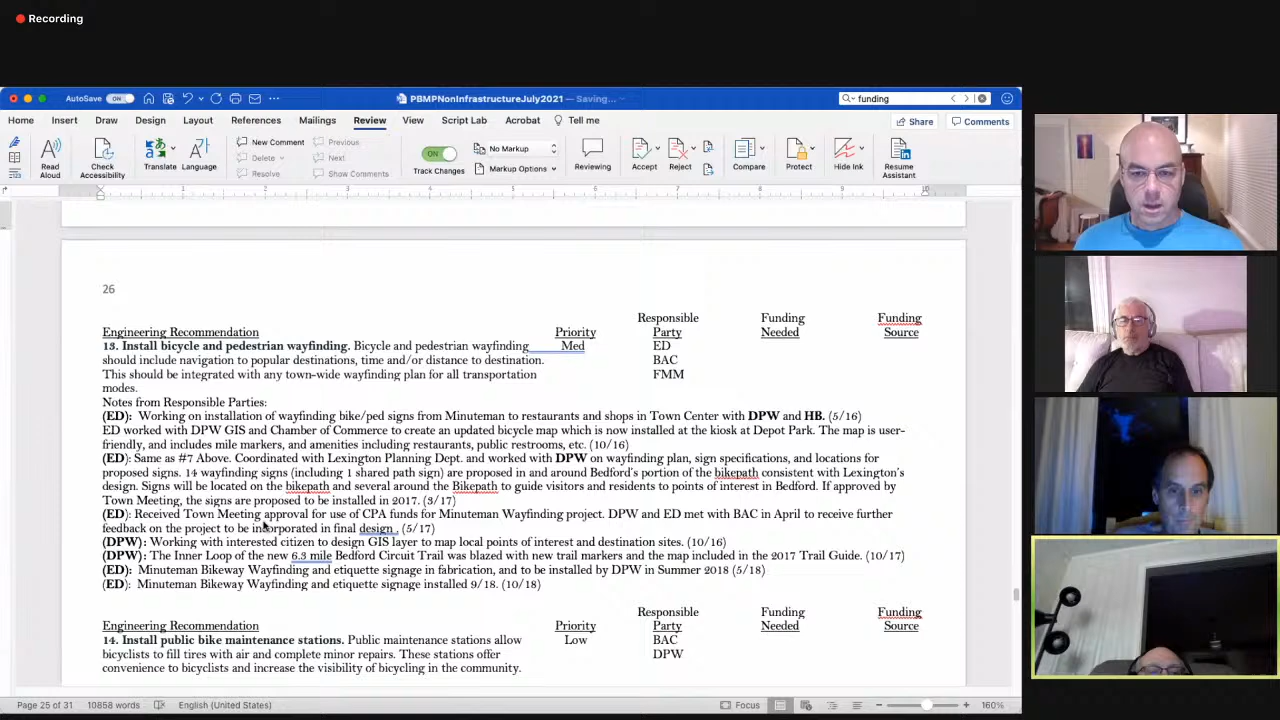 Recording
AutoSave ON
PBMPNonInfrastructureJuly2021 — Saving...
funding
Home Insert Draw Design Layout References Mailings Review View Script Lab Acrobat Tell me
Share Comments
Read Aloud
Check Accessibility
Translate Language
New Comment
Delete
Resolve
Previous
Next
Show Comments
ON
Track Changes
No Markup
Markup Options
Reviewing
Accept Reject
Compare
Protect
Hide Ink
Resume Assistant
1 2 3 4 5 6 7 8 9 10
26
Responsible Funding Funding
Engineering Recommendation Priority Party Needed Source
13. Install bicycle and pedestrian wayfinding. Bicycle and pedestrian wayfinding Med ED
should include navigation to popular destinations, time and/or distance to destination. BAC
This should be integrated with any town-wide wayfinding plan for all transportation FMM
modes.
Notes from Responsible Parties:
(ED): Working on installation of wayfinding bike/ped signs from Minuteman to restaurants and shops in Town Center with DPW and HB. (5/16)
ED worked with DPW GIS and Chamber of Commerce to create an updated bicycle map which is now installed at the kiosk at Depot Park. The map is user-
friendly, and includes mile markers, and amenities including restaurants, public restrooms, etc. (10/16)
(ED): Same as #7 Above. Coordinated with Lexington Planning Dept. and worked with DPW on wayfinding plan, sign specifications, and locations for
proposed signs. 14 wayfinding signs (including 1 shared path sign) are proposed in and around Bedford's portion of the bikepath consistent with Lexington's
design. Signs will be located on the bikepath and several around the Bikepath to guide visitors and residents to points of interest in Bedford. If approved by
Town Meeting, the signs are proposed to be installed in 2017. (3/17)
(ED): Received Town Meeting approval for use of CPA funds for Minuteman Wayfinding project. DPW and ED met with BAC in April to receive further
feedback on the project to be incorporated in final design . (5/17)
(DPW): Working with interested citizen to design GIS layer to map local points of interest and destination sites. (10/16)
(DPW): The Inner Loop of the new 6.3 mile Bedford Circuit Trail was blazed with new trail markers and the map included in the 2017 Trail Guide. (10/17)
(ED): Minuteman Bikeway Wayfinding and etiquette signage in fabrication, and to be installed by DPW in Summer 2018 (5/18)
(ED): Minuteman Bikeway Wayfinding and etiquette signage installed 9/18. (10/18)
Responsible Funding Funding
Engineering Recommendation Priority Party Needed Source
14. Install public bike maintenance stations. Public maintenance stations allow Low BAC
bicyclists to fill tires with air and complete minor repairs. These stations offer DPW
convenience to bicyclists and increase the visibility of bicycling in the community.
Page 25 of 31 10858 words English (United States) Focus 160%